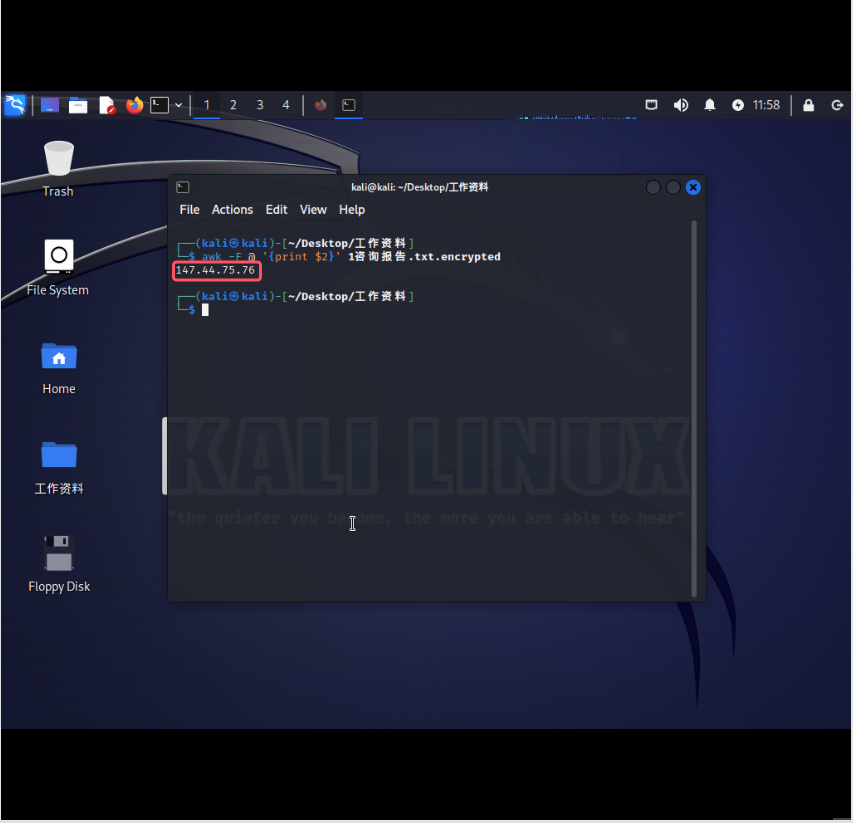 1 2 3 4 11:58
Trash
File System
Home
工作资料
Floppy Disk
kali@kali: ~/Desktop/工作资料
File Actions Edit View Help
┌──(kali㉿kali)-[~/Desktop/工作资料]
└─$ awk -F @ '{print $2}' 1咨询报告.txt.encrypted
147.44.75.76
┌──(kali㉿kali)-[~/Desktop/工作资料]
└─$
KALI LINUX
"the quieter you become, the more you are able to hear"